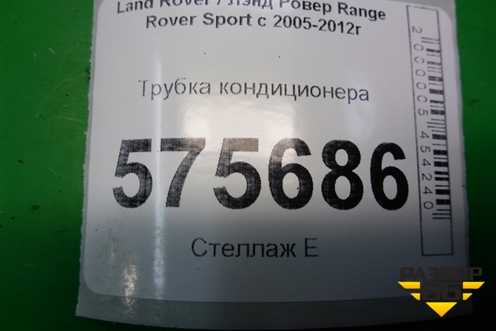 Land Rover / Лэнд Ровер Range
Rover Sport с 2005-2012г
Трубка кондиционера
575686
Стеллаж Е
2000005454240
РАЗБОР